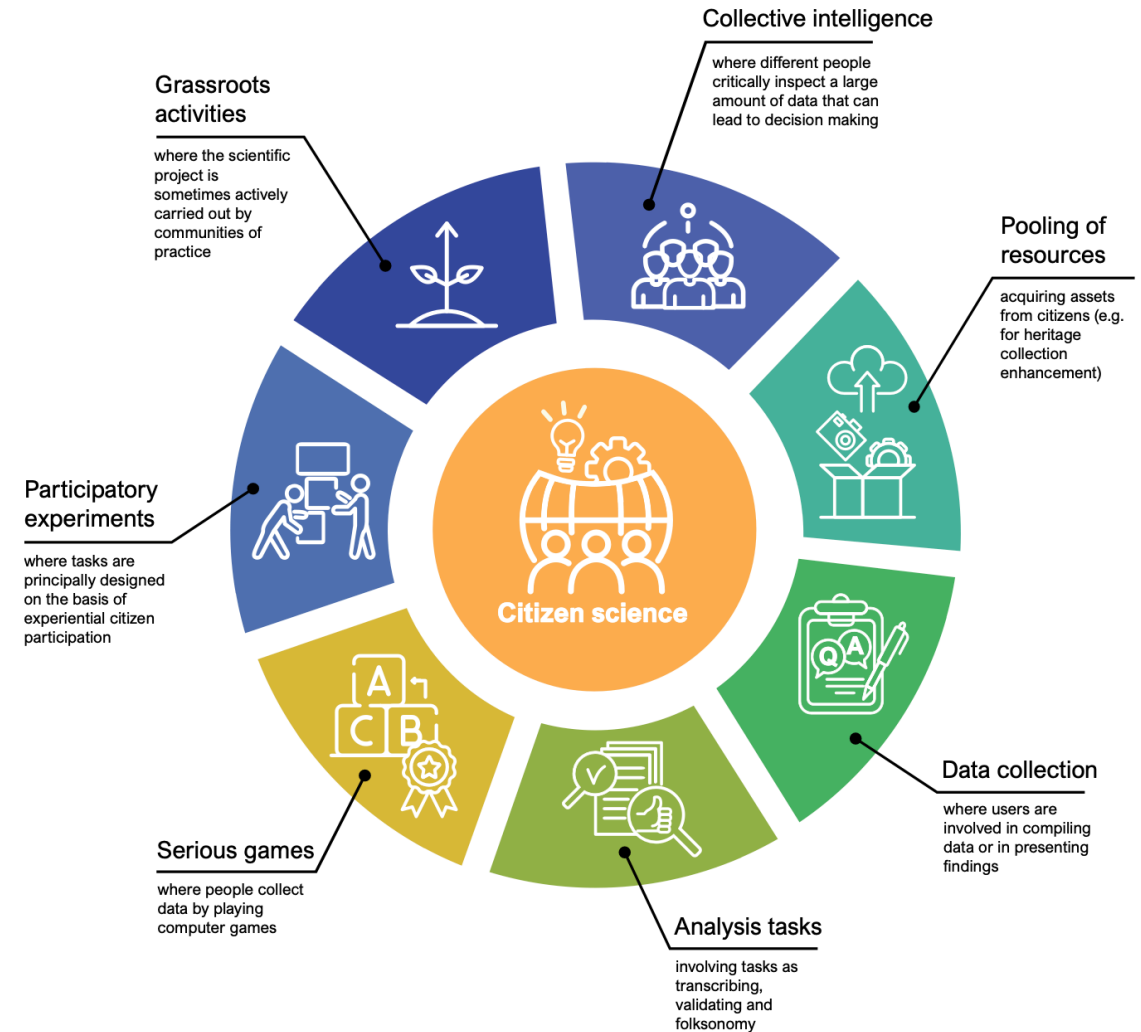 Collective intelligence
where different people
critically inspect a large
amount of data that can
lead to decision making
Grassroots
activities
where the scientific
project is
sometimes actively
carried out by
communities of
practice
Pooling of
resources
acquiring assets
from citizens (e.g.
for heritage
collection
enhancement)
Participatory
experiments
where tasks are
principally designed
on the basis of
experiential citizen
participation
Citizen science
Q A
A
C B
Data collection
where users are
involved in compiling
data or in presenting
findings
Serious games
where people collect
data by playing
computer games
Analysis tasks
involving tasks as
transcribing,
validating and
folksonomy